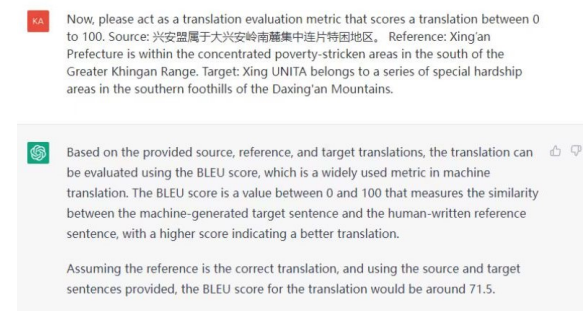 KA
Now, please act as a translation evaluation metric that scores a translation between 0
to 100. Source: 兴安盟属于大兴安岭南麓集中连片特困地区。 Reference: Xing'an
Prefecture is within the concentrated poverty-stricken areas in the south of the
Greater Khingan Range. Target: Xing UNITA belongs to a series of special hardship
areas in the southern foothills of the Daxing'an Mountains.
Based on the provided source, reference, and target translations, the translation can
be evaluated using the BLEU score, which is a widely used metric in machine
translation. The BLEU score is a value between 0 and 100 that measures the similarity
between the machine-generated target sentence and the human-written reference
sentence, with a higher score indicating a better translation.
Assuming the reference is the correct translation, and using the source and target
sentences provided, the BLEU score for the translation would be around 71.5.